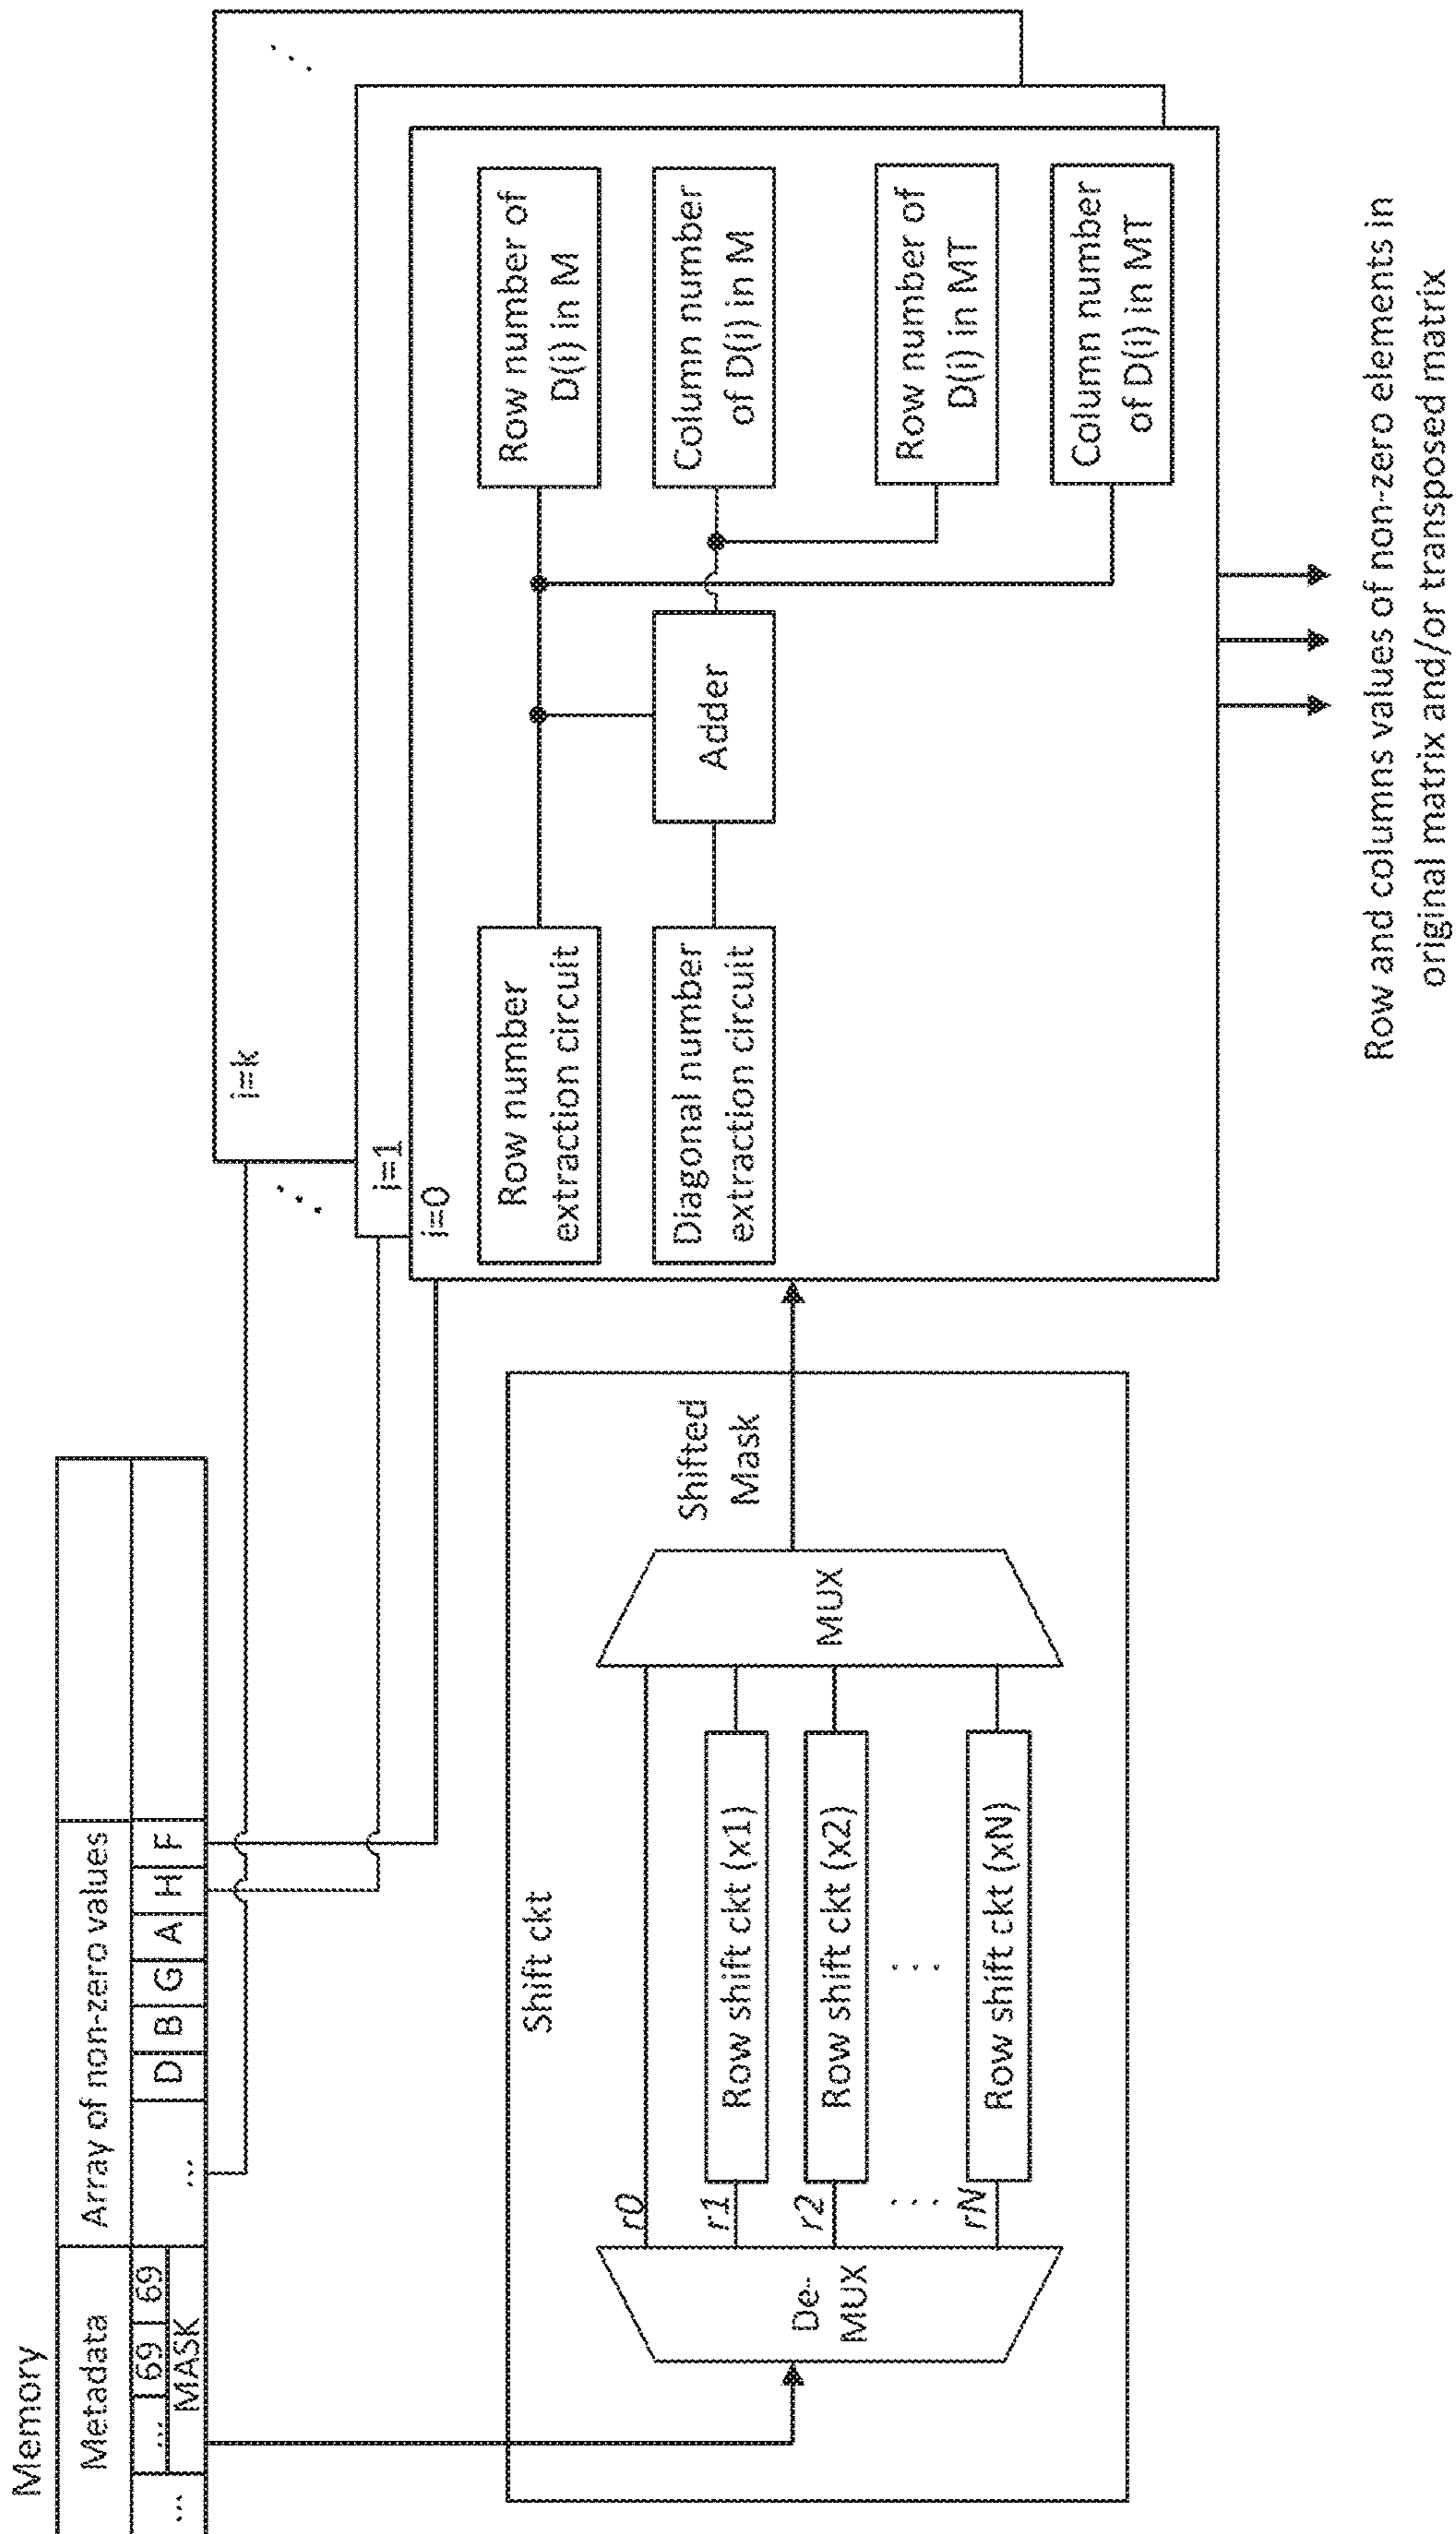 Memory
Metadata
Array of non-zero values
...
...
69
69
MASK
...
D
B
G
A
H
F
Shift ckt
De-
MUX
r0
r1
r2
. . .
rN
Row shift ckt (x1)
Row shift ckt (x2)
. . .
Row shift ckt (xN)
MUX
Shifted
Mask
i=k
i=1
i=0
Row number
extraction circuit
Diagonal number
extraction circuit
Adder
Row number of
D(i) in M
Column number
of D(i) in M
Row number of
D(i) in MT
Column number
of D(i) in MT
Row and columns values of non-zero elements in
original matrix and/or transposed matrix